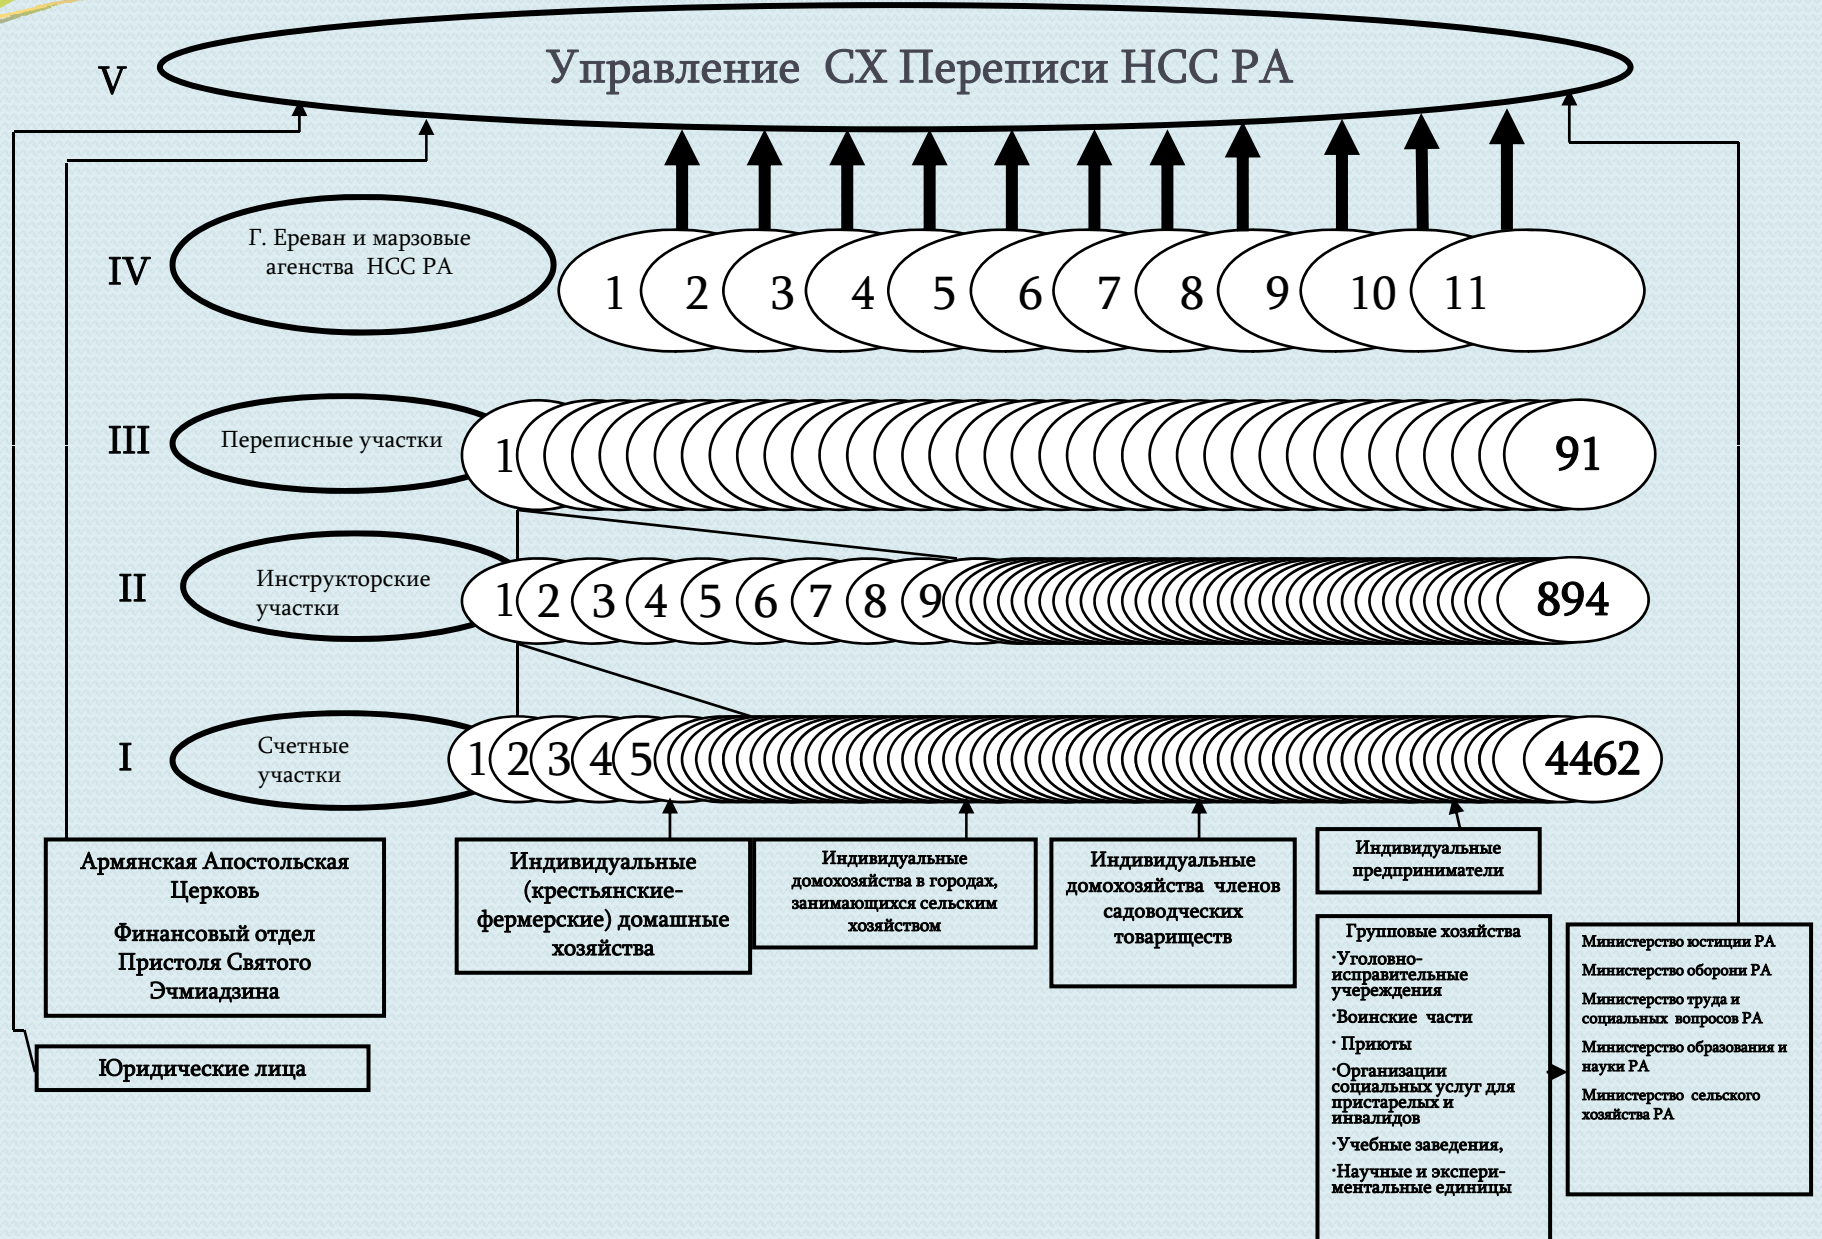 V
Управление СХ Переписи НСС РА
IV
Г. Ереван и марзовые
агенства НСС РА
1 2 3 4 5 6 7 8 9 10 11
III
Переписные участки
1
91
II
Инструкторские
участки
1 2 3 4 5 6 7 8 9
894
I
Счетные
участки
1 2 3 4 5
4462
Армянская Апостольская
Церковь
Финансовый отдел
Пристоля Святого
Эчмиадзина
Юридические лица
Индивидуальные
(крестьянские-
фермерские) домашные
хозяйства
Индивидуальные
домохозяйства в городах,
занимающихся сельским
хозяйством
Индивидуальные
домохозяйства членов
садоводческих
товариществ
Индивидуальные
предприниматели
Групповые хозяйства
·Уголовно-
исправительные
учереждения
·Воинские части
· Приюты
·Организации
социальных услуг для
пристарелых и
инвалидов
·Учебные заведения,
·Научные и экспери-
ментальные единицы
Министерство юстиции РА
Министерство оборони РА
Министерство труда и
социальных вопросов РА
Министерство образования и
науки РА
Министерство сельского
хозяйства РА